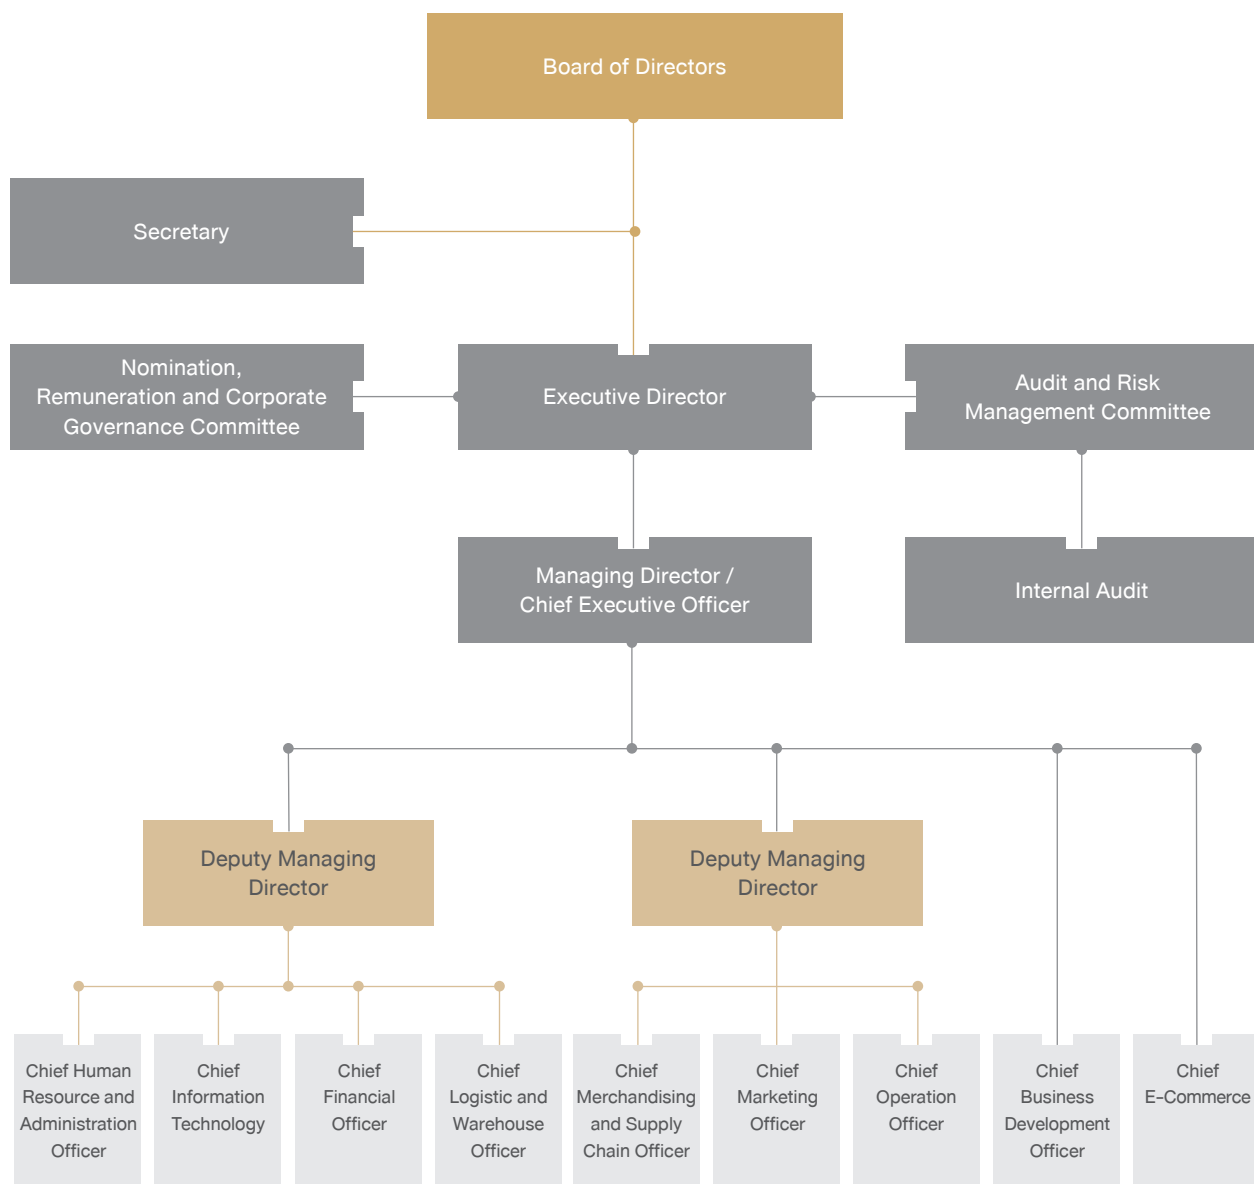 Board of Directors
Secretary
Nomination,
Remuneration and Corporate
Governance Committee
Executive Director
Audit and Risk
Management Committee
Managing Director /
Chief Executive Officer
Internal Audit
Deputy Managing
Director
Deputy Managing
Director
Chief Human
Resource and
Administration
Officer
Chief
Information
Technology
Chief
Financial
Officer
Chief
Logistic and
Warehouse
Officer
Chief
Merchandising
and Supply
Chain Officer
Chief
Marketing
Officer
Chief
Operation
Officer
Chief
Business
Development
Officer
Chief
E-Commerce